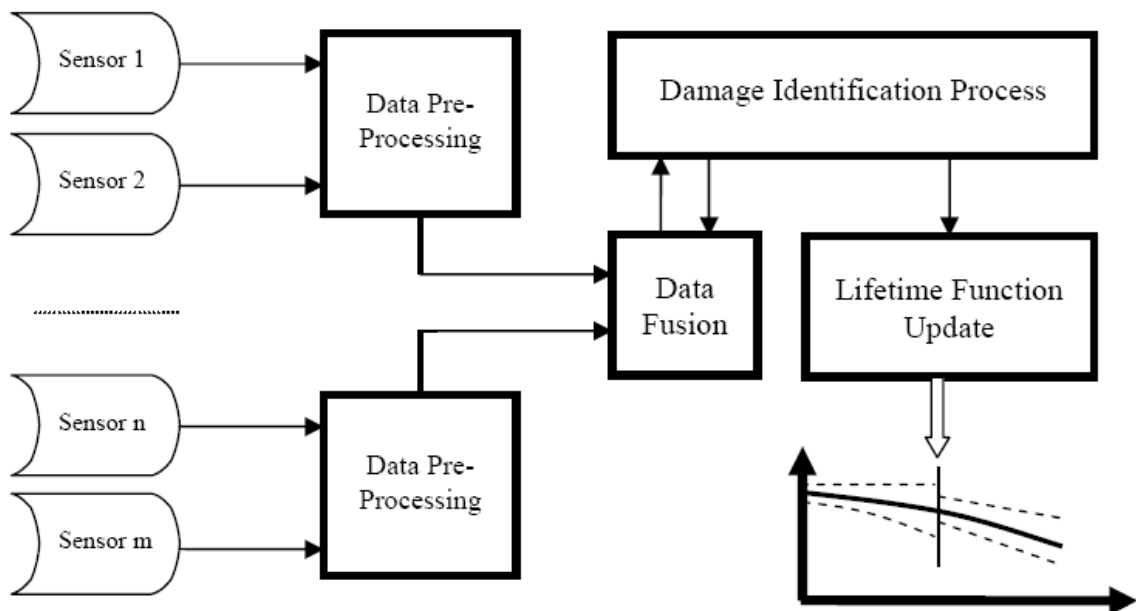 Sensor 1
Sensor 2
Data Pre-
Processing
Damage Identification Process
Data
Fusion
Lifetime Function
Update
Sensor n
Sensor m
Data Pre-
Processing